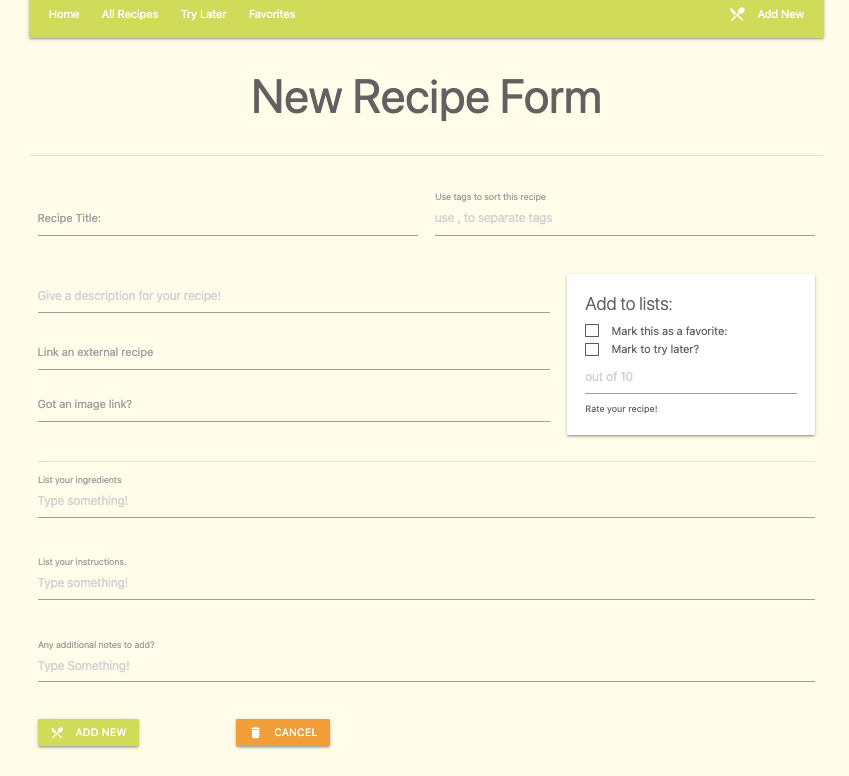 Home All Recipes Try Later Favorites Add New
New Recipe Form
Use tags to sort this recipe
Recipe Title: use , to separate tags
Give a description for your recipe!
Link an external recipe
Got an image link?
Add to lists:
Mark this as a favorite:
Mark to try later?
out of 10
Rate your recipe!
List your ingredients
Type something!
List your instructions.
Type something!
Any additional notes to add?
Type Something!
ADD NEW CANCEL